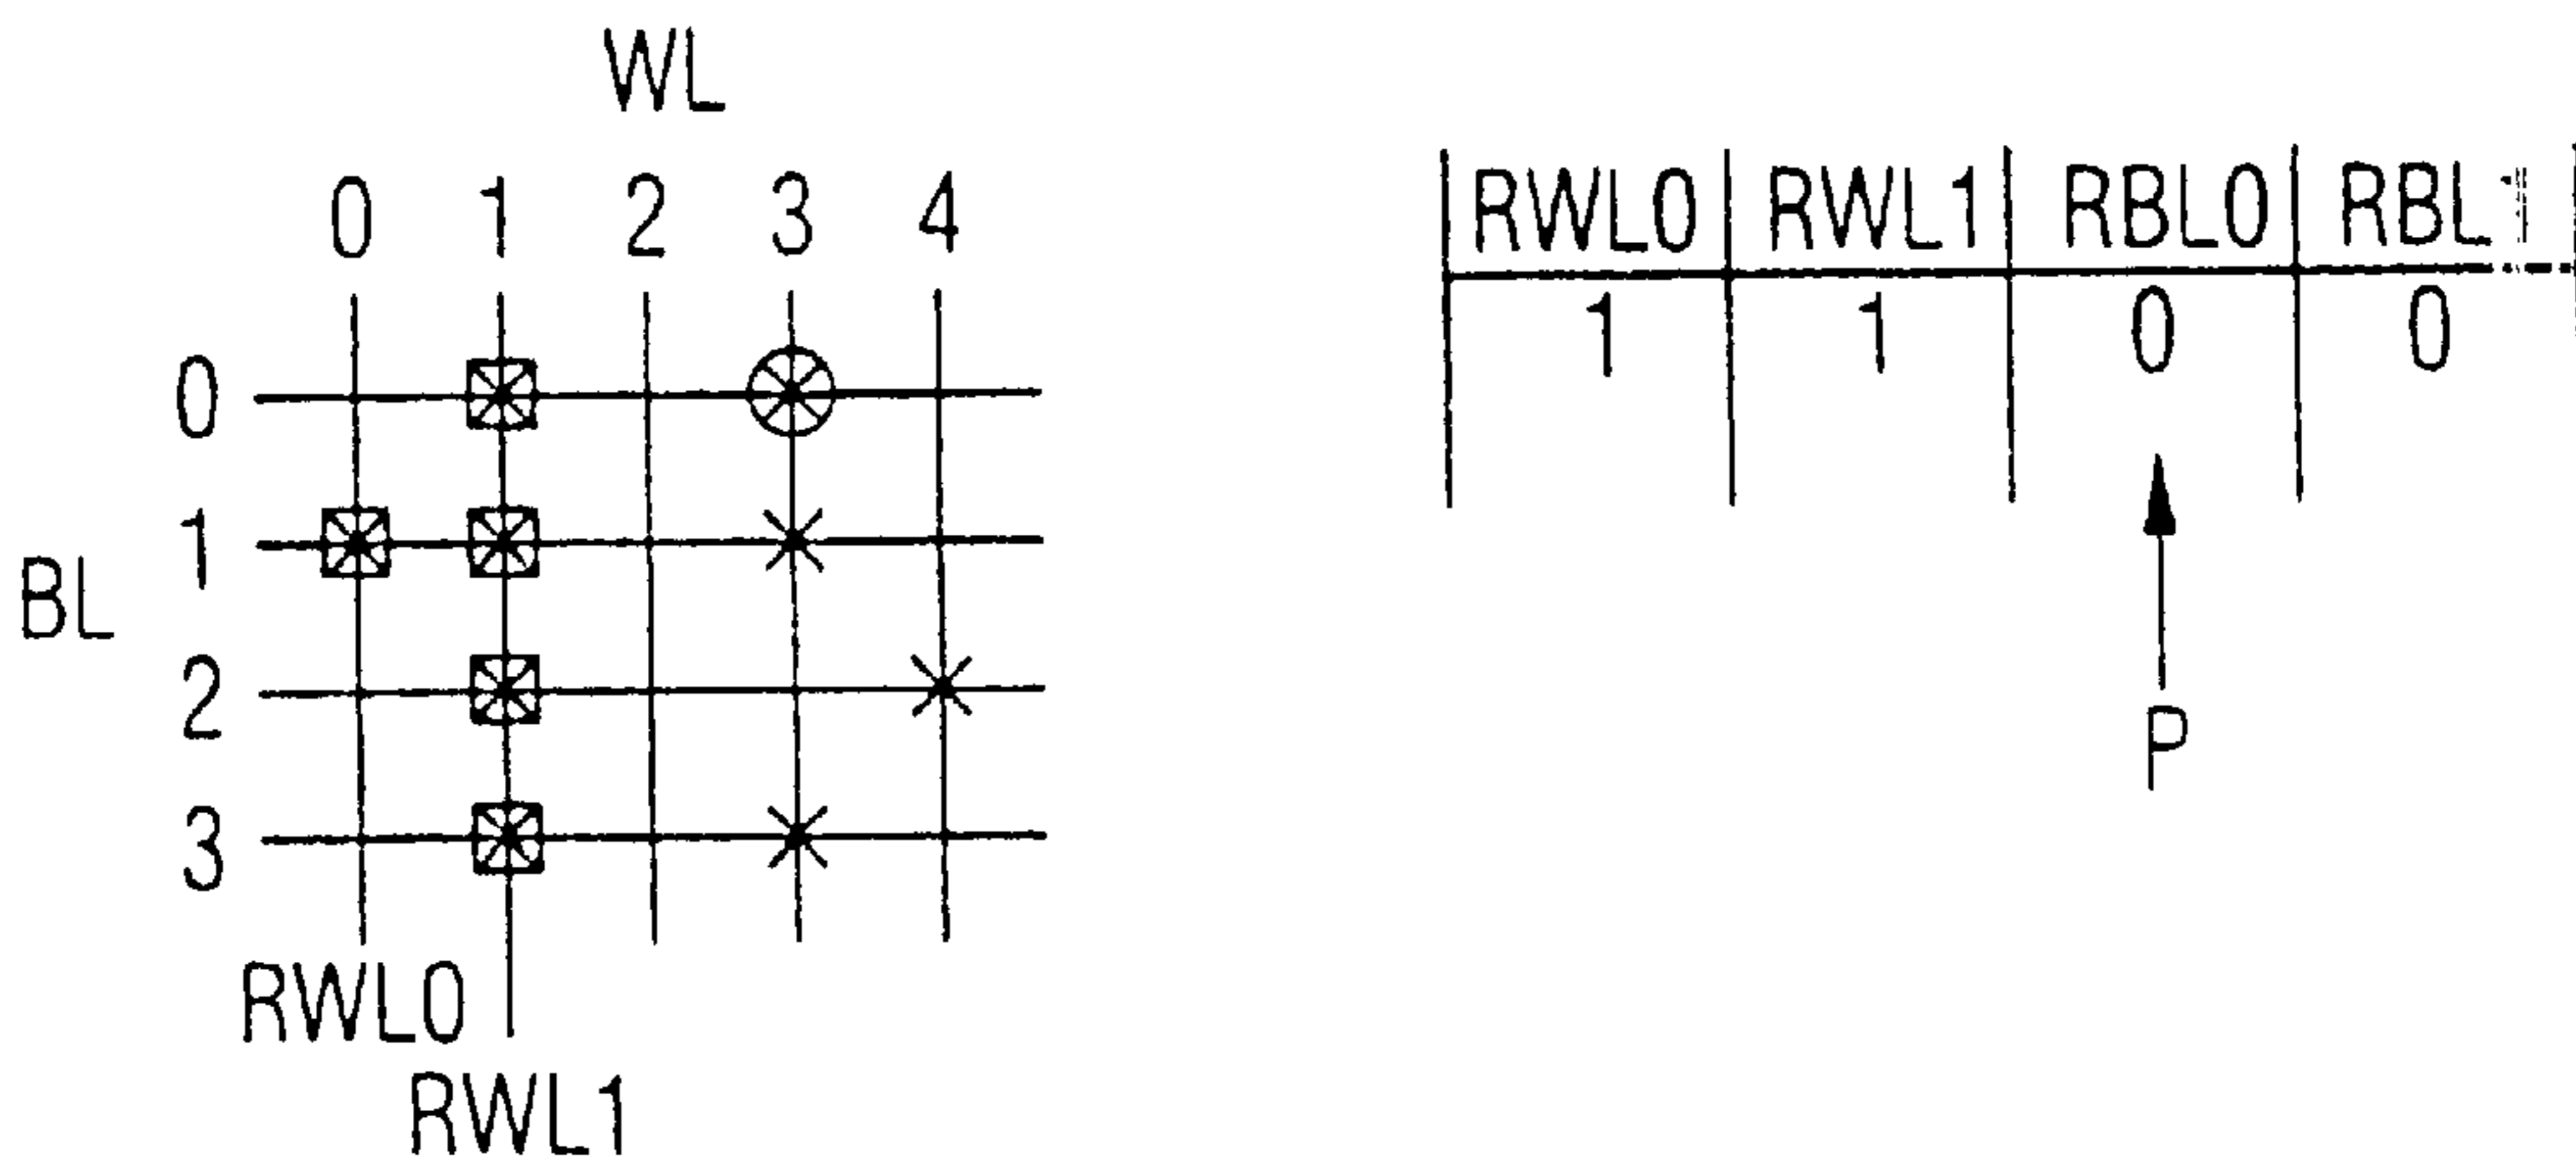 WL
0 1 2 3 4
BL
0
1
2
3
RWL0
RWL1
RWL0 RWL1 RBL0 RBL1
1 1 0 0
P